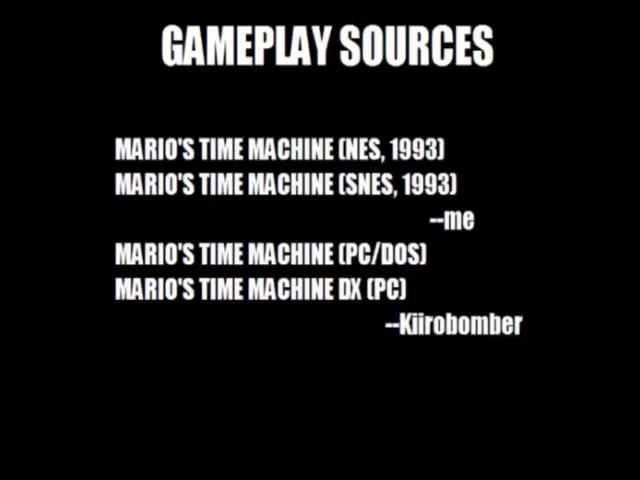 GAMEPLAY SOURCES
MARIO'S TIME MACHINE (NES, 1993)
MARIO'S TIME MACHINE (SNES, 1993)
--me
MARIO'S TIME MACHINE (PC/DOS)
MARIO'S TIME MACHINE DX (PC)
--Kiirobomber